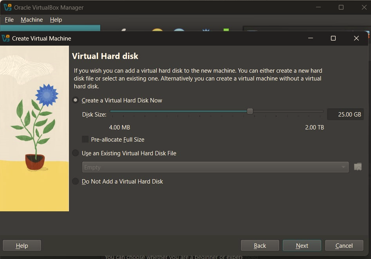 Oracle VirtualBox Manager
File Machine Help
Create Virtual Machine
Virtual Hard disk
If you wish you can add a virtual hard disk to the new machine. You can either create a new hard
disk file or select an existing one. Alternatively you can create a virtual machine without a virtual
hard disk.
Create a Virtual Hard Disk Now
Disk Size: 25.00 GB
4.00 MB 2.00 TB
Pre-allocate Full Size
Use an Existing Virtual Hard Disk File
Empty
Do Not Add a Virtual Hard Disk
Help Back Next Cancel